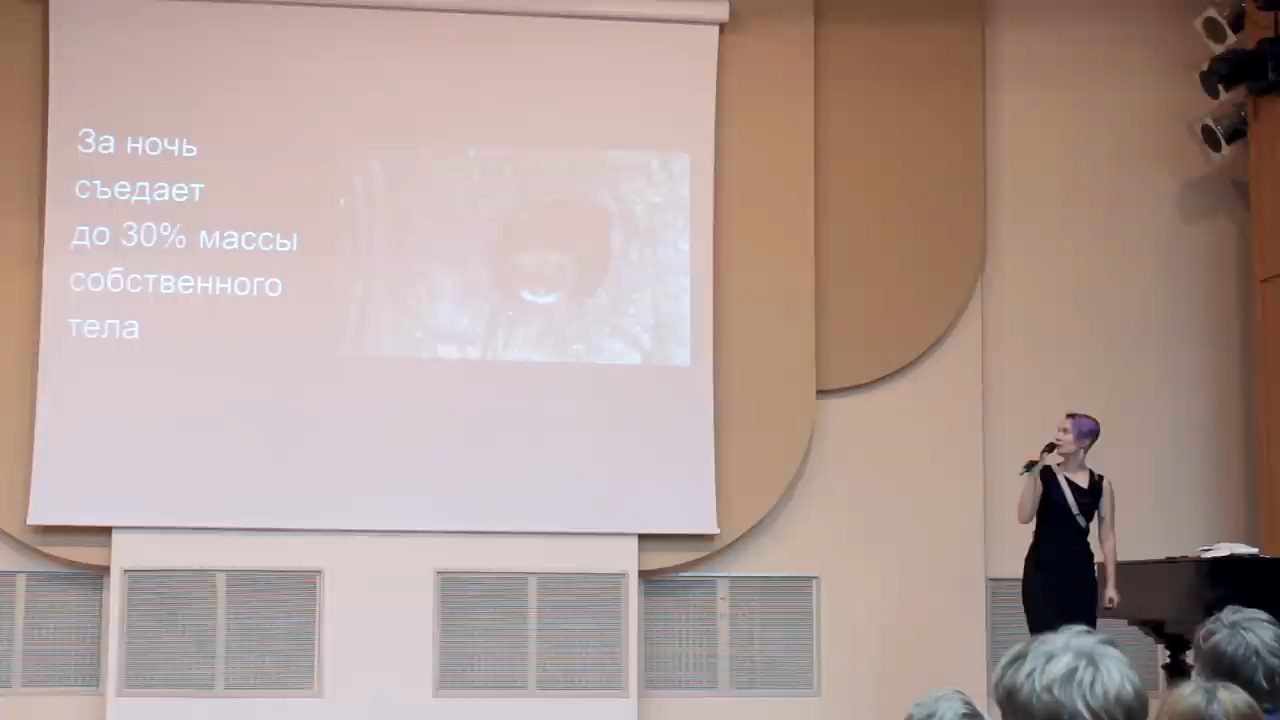 За ночь
съедает
до 30% массы
собственного
тела